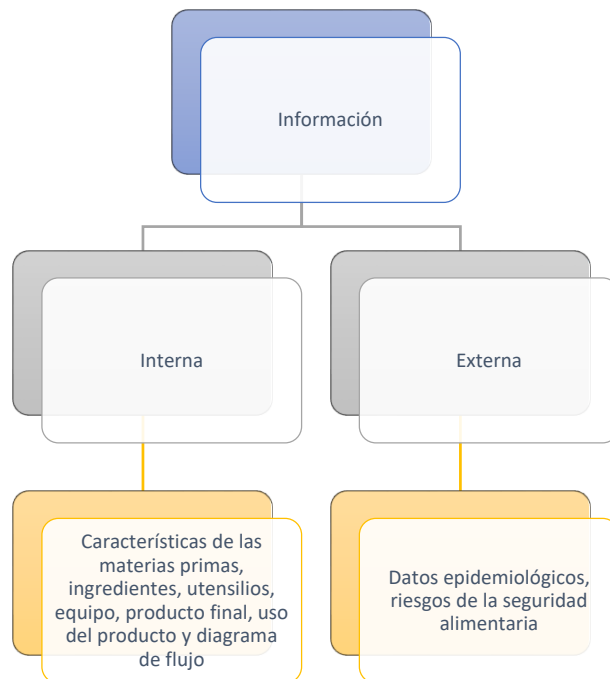 Información
Interna
Externa
Características de las
materias primas,
ingredientes, utensilios,
equipo, producto final, uso
del producto y diagrama
de flujo
Datos epidemiológicos,
riesgos de la seguridad
alimentaria